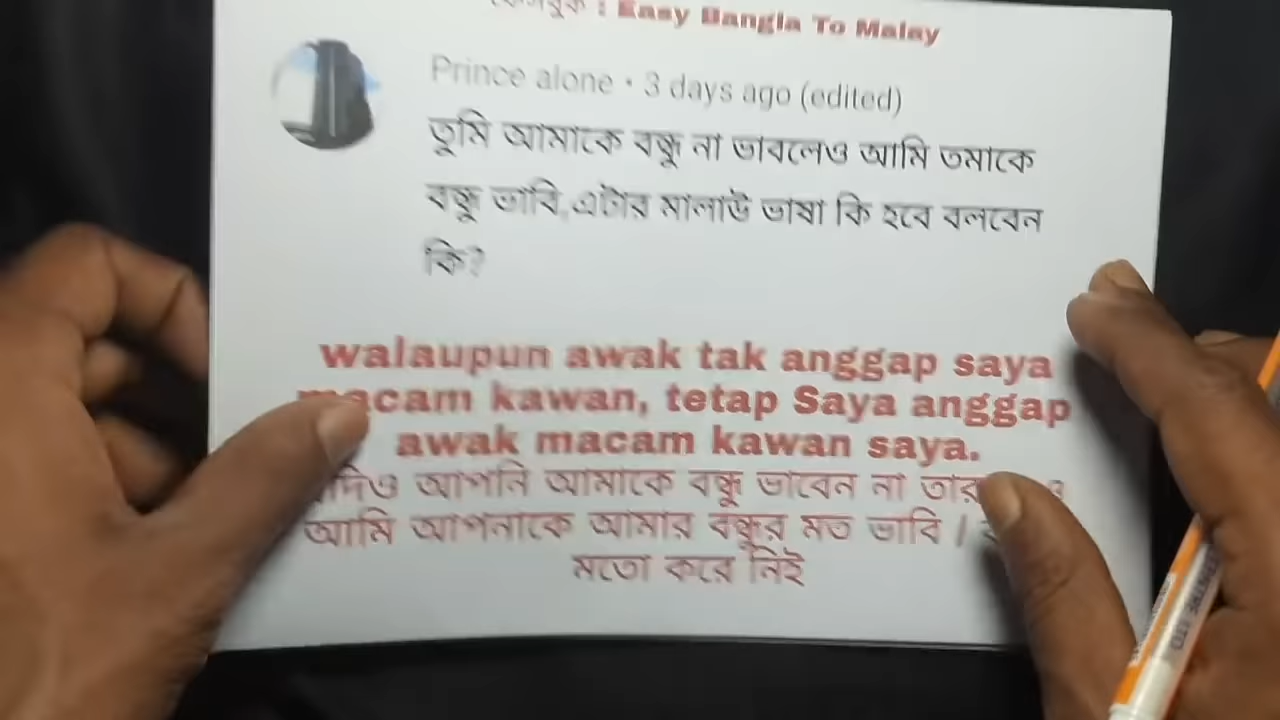 : Easy Bangla To Malay
Prince alone • 3 days ago (edited)
তুমি আমাকে বন্ধু না ভাবলেও আমি তমাকে
বন্ধু ভাবি,এটার মালাউ ভাষা কি হবে বলবেন
কি?
walaupun awak tak anggap saya
macam kawan, tetap Saya anggap
awak macam kawan saya.
আপনি আমাকে বন্ধু ভাবেন না
আমি আপনাকে আমার বন্ধুর মত ভাবি ।
মতো করে নিই